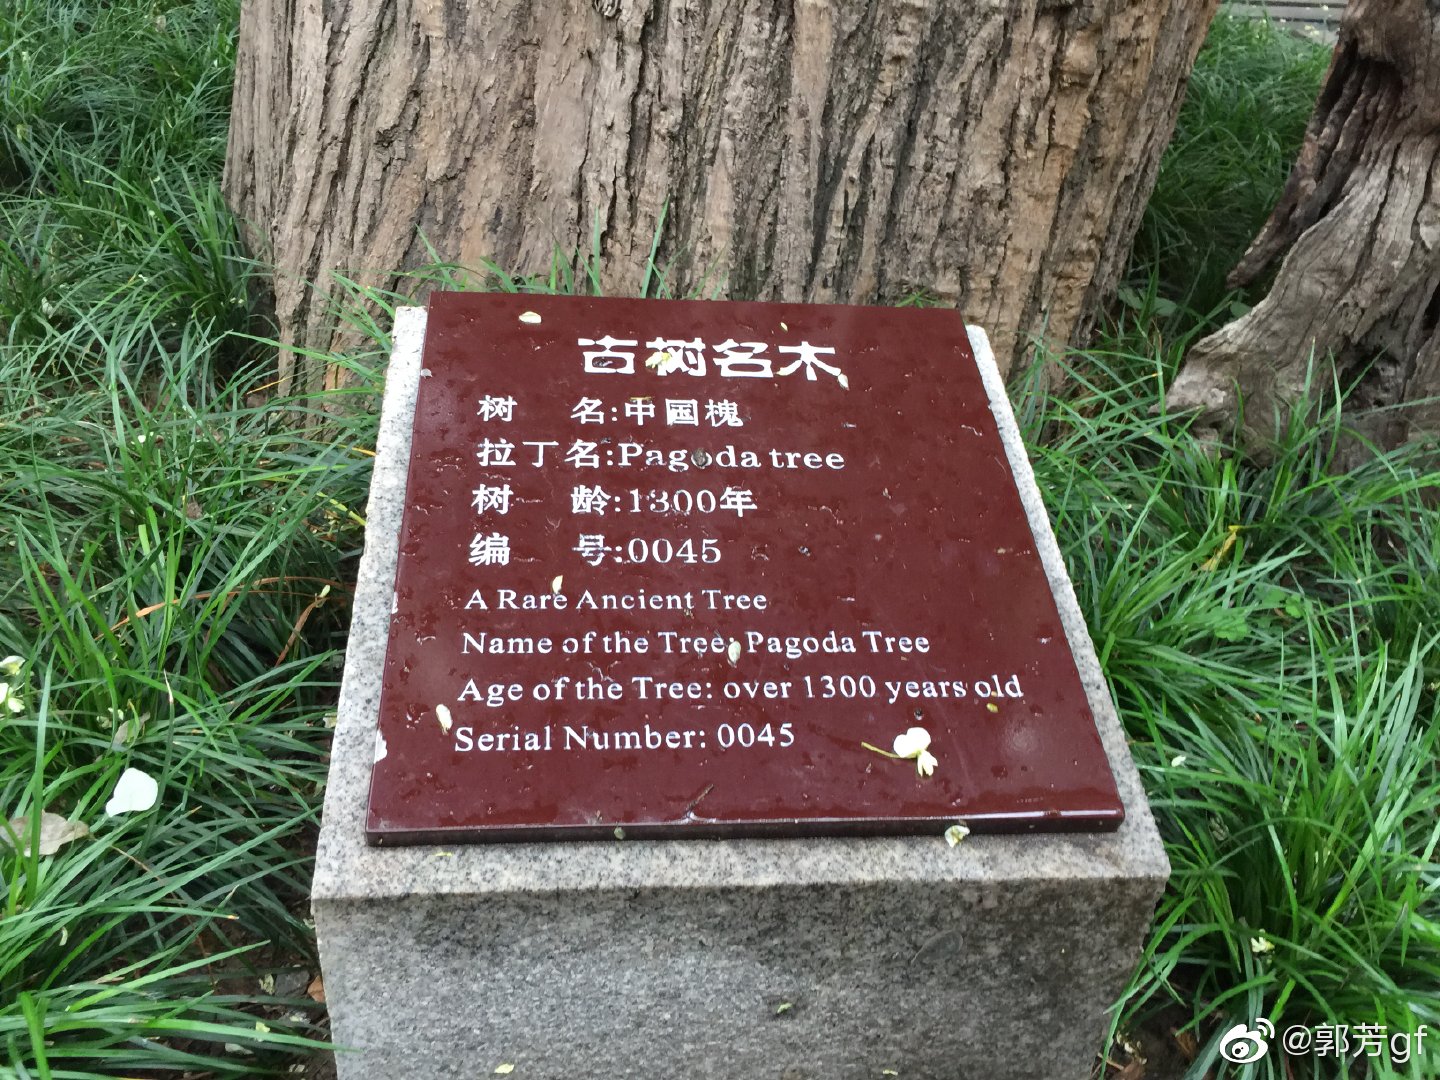 古树名木
树 名:中国槐
拉丁名:Pagoda tree
树 龄:1300年
编 号:0045
A Rare Ancient Tree
Name of the Tree: Pagoda Tree
Age of the Tree: over 1300 years old
Serial Number: 0045
@郭芳gf